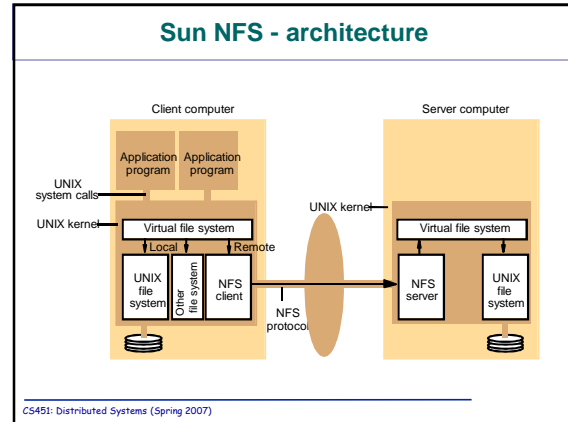 Sun NFS - architecture
Client computer
Server computer
Application
program
Application
program
UNIX
system calls
UNIX kernel
UNIX kernel
Virtual file system
Virtual file system
Local
Remote
UNIX
file
system
Other
file system
NFS
client
NFS
protocol
NFS
server
UNIX
file
system
CS451: Distributed Systems (Spring 2007)